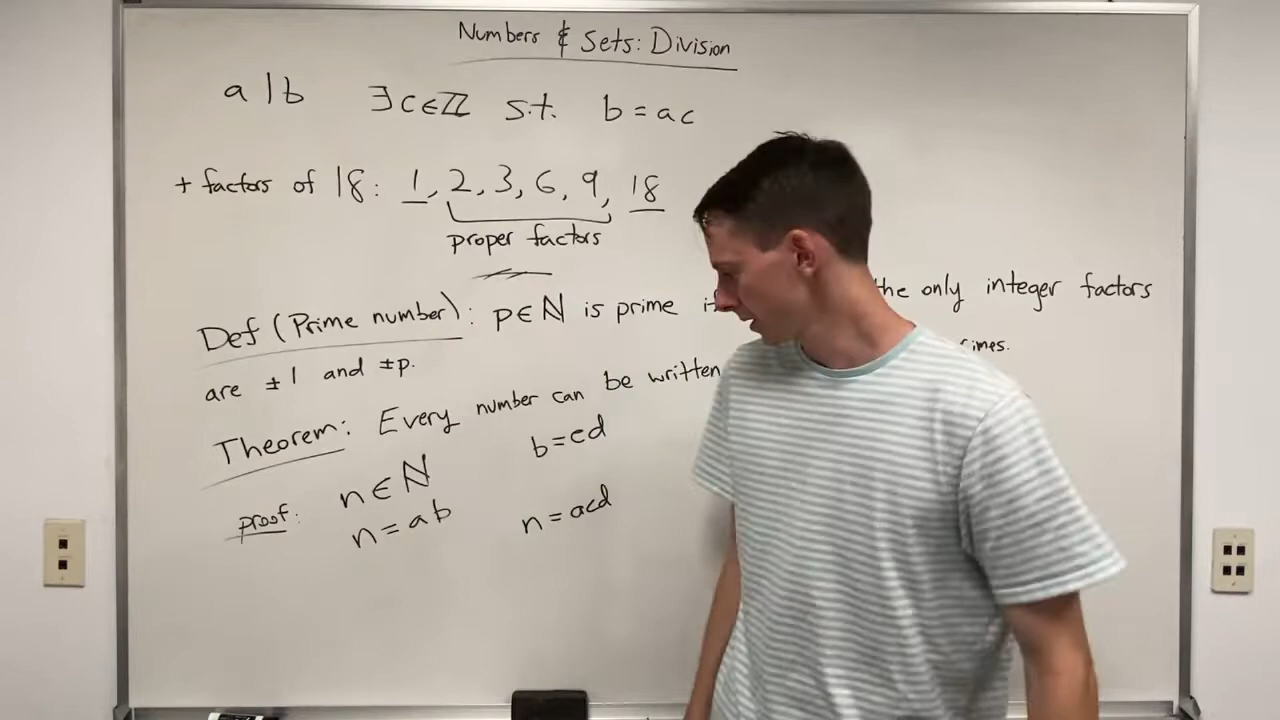 Numbers & Sets: Division
a | b ∃ c ∈ ℤ s.t. b = ac
+ factors of 18: 1, 2, 3, 6, 9, 18
proper factors
Def (Prime number): p ∈ ℕ is prime the only integer factors
are ±1 and ±p.
Theorem: Every number can be written
proof: n ∈ ℕ b = cd
n = ab n = acd